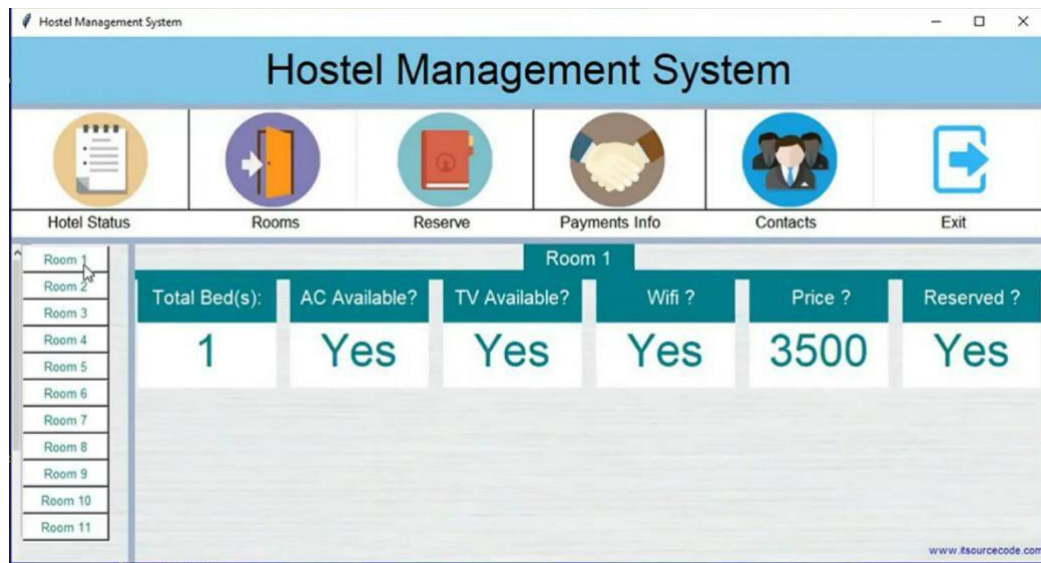 Hostel Management System
Hostel Management System
Hotel Status Rooms Reserve Payments Info Contacts Exit
Room 1
Room 2
Room 3
Room 4
Room 5
Room 6
Room 7
Room 8
Room 9
Room 10
Room 11
Room 1
Total Bed(s): AC Available? TV Available? Wifi ? Price ? Reserved ?
1 Yes Yes Yes 3500 Yes
www.itsourcecode.com